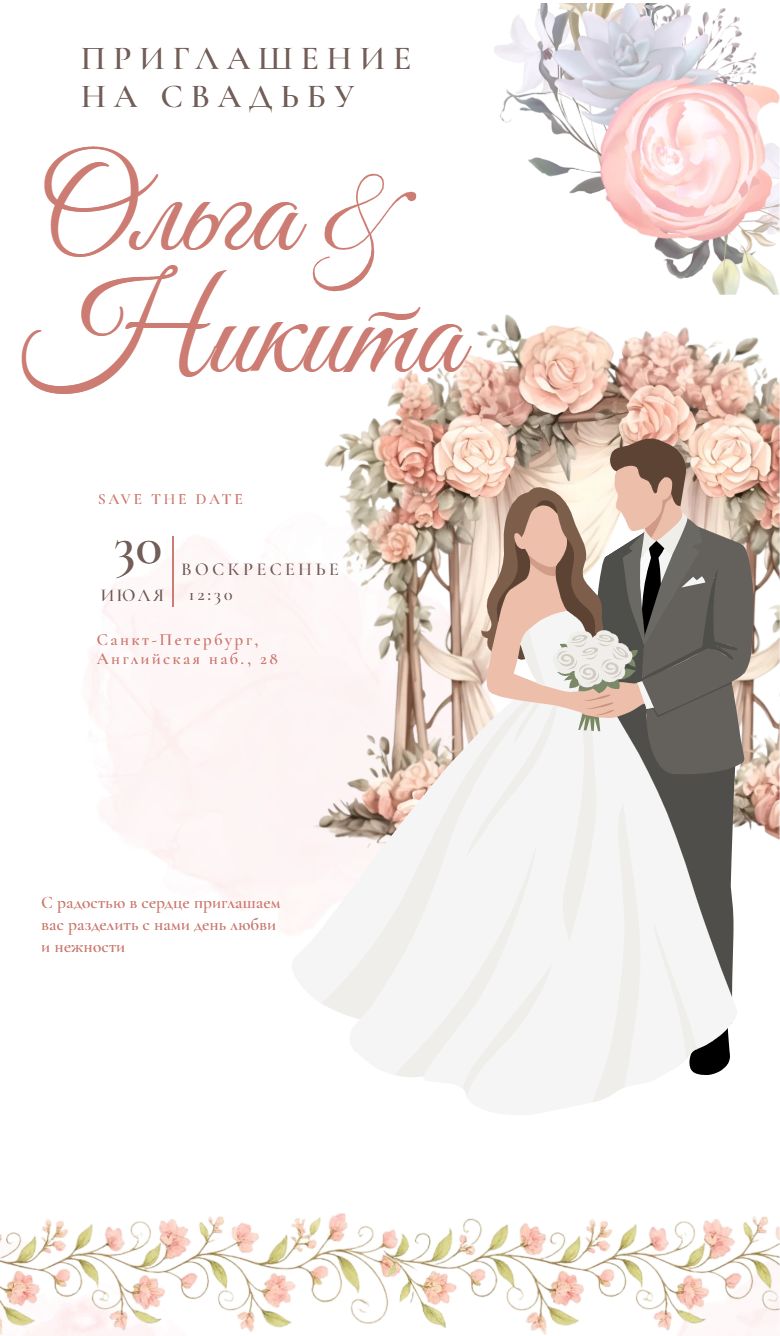 ПРИГЛАШЕНИЕ
НА СВАДЬБУ
Ольга &
Никита
SAVE THE DATE
30
ИЮЛЯ
ВОСКРЕСЕНЬЕ
12:30
Санкт-Петербург,
Английская наб., 28
С радостью в сердце приглашаем
вас разделить с нами день любви
и нежности